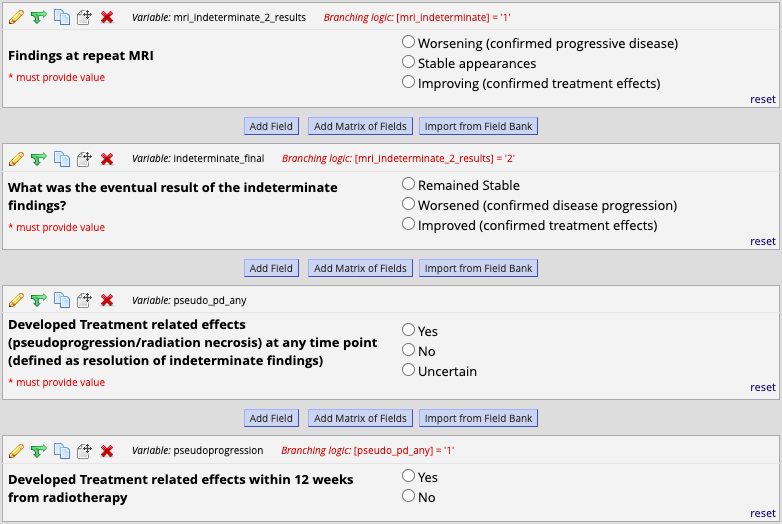 Variable: mri_indeterminate_2_results Branching logic: [mri_indeterminate] = '1'
Findings at repeat MRI
* must provide value
Worsening (confirmed progressive disease)
Stable appearances
Improving (confirmed treatment effects)
reset
Add Field Add Matrix of Fields Import from Field Bank
Variable: indeterminate_final Branching logic: [mri_indeterminate_2_results] = '2'
What was the eventual result of the indeterminate
findings?
* must provide value
Remained Stable
Worsened (confirmed disease progression)
Improved (confirmed treatment effects)
reset
Add Field Add Matrix of Fields Import from Field Bank
Variable: pseudo_pd_any
Developed Treatment related effects
(pseudoprogression/radiation necrosis) at any time point
(defined as resolution of indeterminate findings)
* must provide value
Yes
No
Uncertain
reset
Add Field Add Matrix of Fields Import from Field Bank
Variable: pseudoprogression Branching logic: [pseudo_pd_any] = '1'
Developed Treatment related effects within 12 weeks
from radiotherapy
Yes
No
reset